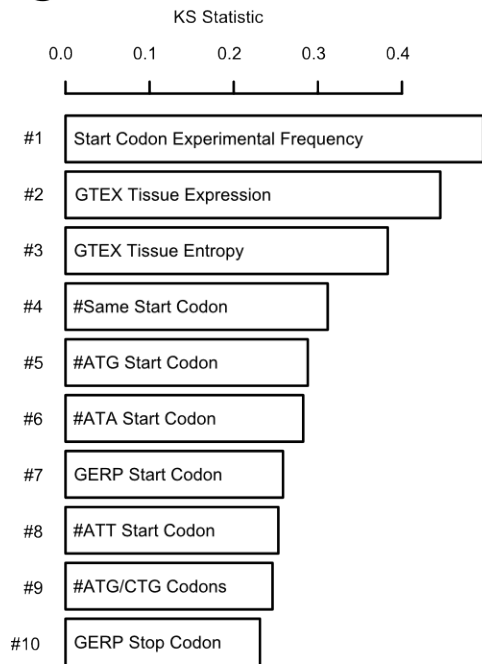 KS Statistic
0.0 0.1 0.2 0.3 0.4
#1 Start Codon Experimental Frequency
#2 GTEX Tissue Expression
#3 GTEX Tissue Entropy
#4 #Same Start Codon
#5 #ATG Start Codon
#6 #ATA Start Codon
#7 GERP Start Codon
#8 #ATT Start Codon
#9 #ATG/CTG Codons
#10 GERP Stop Codon